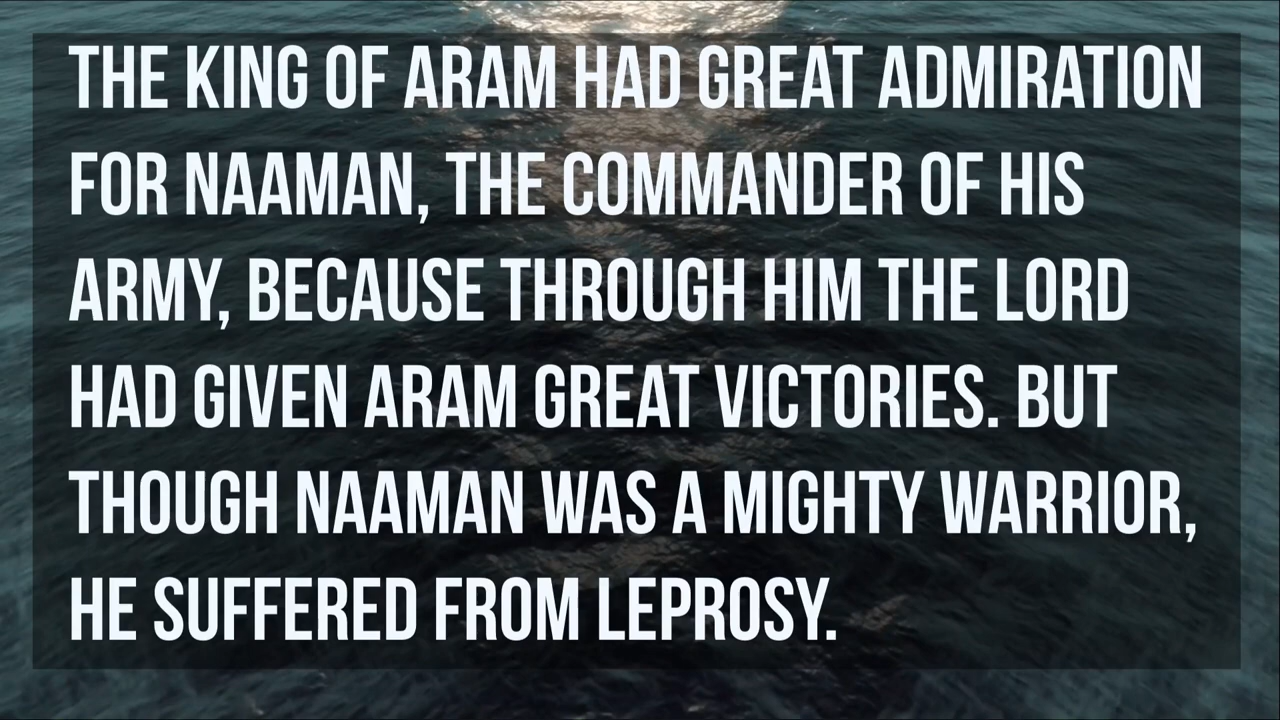 THE KING OF ARAM HAD GREAT ADMIRATION
FOR NAAMAN, THE COMMANDER OF HIS
ARMY, BECAUSE THROUGH HIM THE LORD
HAD GIVEN ARAM GREAT VICTORIES. BUT
THOUGH NAAMAN WAS A MIGHTY WARRIOR,
HE SUFFERED FROM LEPROSY.